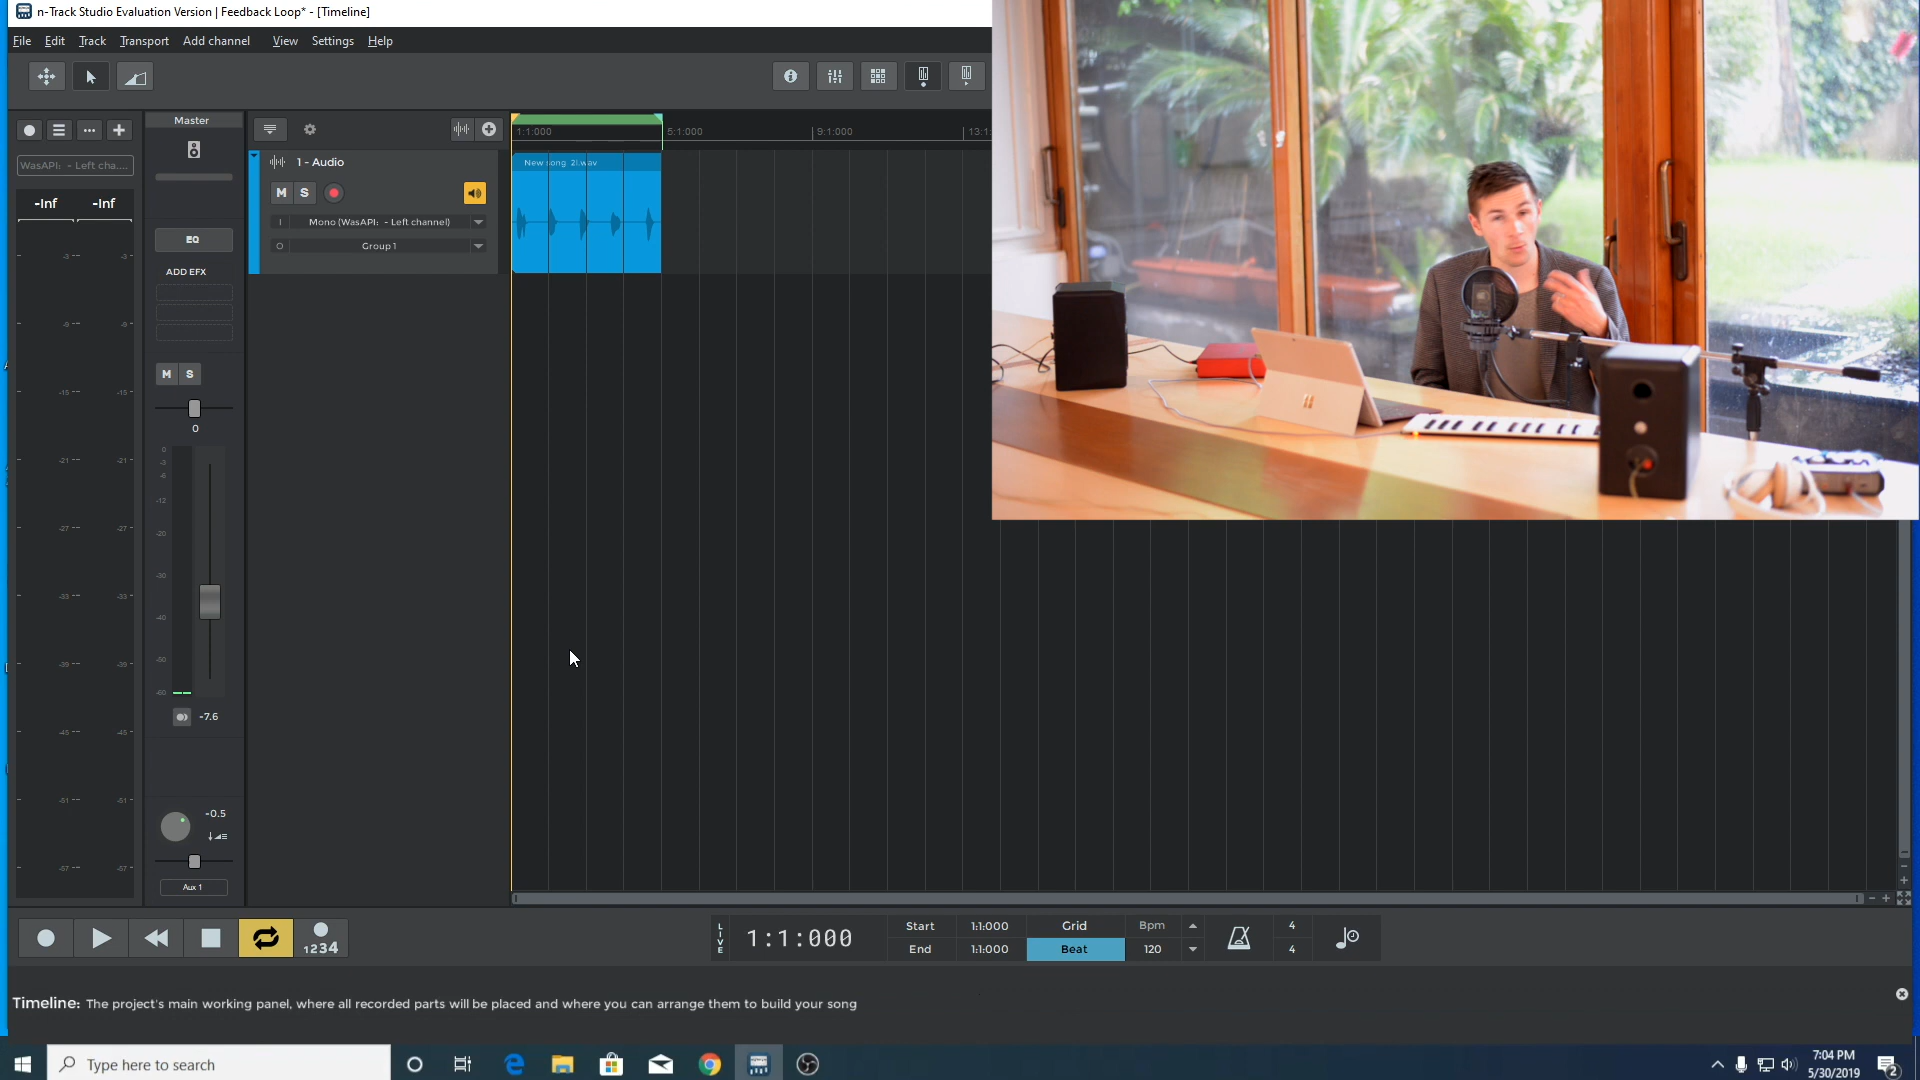 n-Track Studio Evaluation Version | Feedback Loop* - [Timeline]
File Edit Track Transport Add channel View Settings Help
Master
1:1:000 5:1:000 9:1:000 13:1:
WasAPI: - Left cha...
1 - Audio
New song 2l.wav
M S
-Inf -Inf
Mono (WasAPI: - Left channel)
EQ
Group 1
ADD EFX
M S
0
-3 -3
-9 -9
-15 -15
-21 -21
-27 -27
-33 -33
-39 -39
-45 -45
-51 -51
-57 -57
0
-3
-6
-12
-20
-30
-40
-50
-60
-7.6
-0.5
Aux 1
1234
LIVE
1:1:000
Start 1:1:000 Grid Bpm 4
End 1:1:000 Beat 120 4
Timeline: The project's main working panel, where all recorded parts will be placed and where you can arrange them to build your song
Type here to search
7:04 PM
5/30/2019
2